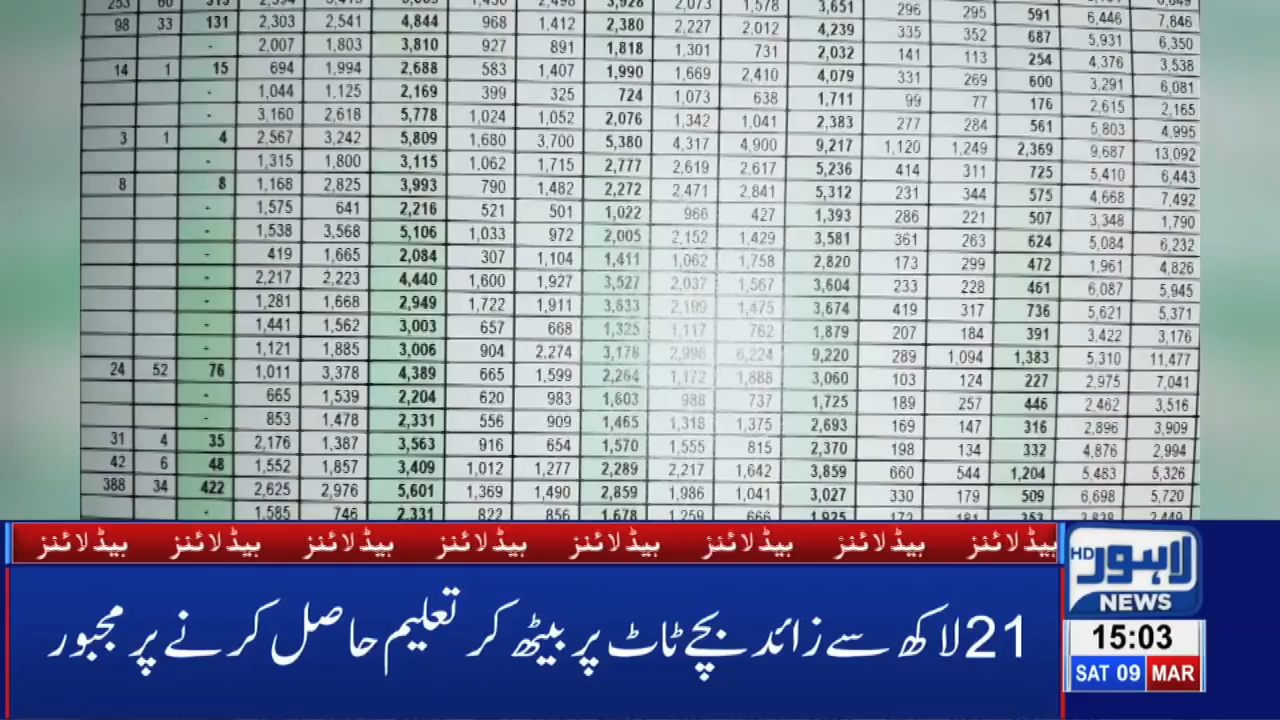 253 60 313 3,928 2,073 1,578 3,651 296 295 591 6,446 7,846
98 33 131 2,303 2,541 4,844 968 1,412 2,380 2,227 2,012 4,239 335 352 687 5,931 6,350
- 2,007 1,803 3,810 927 891 1,818 1,301 731 2,032 141 113 254 4,376 3,538
14 1 15 694 1,994 2,688 583 1,407 1,990 1,669 2,410 4,079 331 269 600 3,291 6,081
- 1,044 1,125 2,169 399 325 724 1,073 638 1,711 99 77 176 2,615 2,165
- 3,160 2,618 5,778 1,024 1,052 2,076 1,342 1,041 2,383 277 284 561 5,803 4,995
3 1 4 2,567 3,242 5,809 1,680 3,700 5,380 4,317 4,900 9,217 1,120 1,249 2,369 9,687 13,092
- 1,315 1,800 3,115 1,062 1,715 2,777 2,619 2,617 5,236 414 311 725 5,410 6,443
8 8 1,168 2,825 3,993 790 1,482 2,272 2,471 2,841 5,312 231 344 575 4,668 7,492
- 1,575 641 2,216 521 501 1,022 966 427 1,393 286 221 507 3,348 1,790
- 1,538 3,568 5,106 1,033 972 2,005 2,152 1,429 3,581 361 263 624 5,084 6,232
- 419 1,665 2,084 307 1,104 1,411 1,062 1,758 2,820 173 299 472 1,961 4,826
- 2,217 2,223 4,440 1,600 1,927 3,527 2,037 1,567 3,604 233 228 461 6,087 5,945
- 1,281 1,668 2,949 1,722 1,911 3,633 2,199 1,475 3,674 419 317 736 5,621 5,371
- 1,441 1,562 3,003 657 668 1,325 1,117 762 1,879 207 184 391 3,422 3,176
- 1,121 1,885 3,006 904 2,274 3,178 2,996 6,224 9,220 289 1,094 1,383 5,310 11,477
24 52 76 1,011 3,378 4,389 665 1,599 2,264 1,172 1,888 3,060 103 124 227 2,975 7,041
- 665 1,539 2,204 620 983 1,603 988 737 1,725 189 257 446 2,462 3,516
- 853 1,478 2,331 556 909 1,465 1,318 1,375 2,693 169 147 316 2,896 3,909
31 4 35 2,176 1,387 3,563 916 654 1,570 1,555 815 2,370 198 134 332 4,876 2,994
42 6 48 1,552 1,857 3,409 1,012 1,277 2,289 2,217 1,642 3,859 660 544 1,204 5,483 5,326
388 34 422 2,625 2,976 5,601 1,369 1,490 2,859 1,986 1,041 3,027 330 179 509 6,698 5,720
- 1,585 746 2,331 822 856 1,678 1,259 666 1,925
ہیڈلائنز ہیڈلائنز ہیڈلائنز ہیڈلائنز ہیڈلائنز ہیڈلائنز ہیڈلائنز ہیڈلائنز
21 لاکھ سے زائد بچے ٹاٹ پر بیٹھ کر تعلیم حاصل کرنے پر مجبور
لاہور HD
NEWS
15:03
SAT 09 MAR